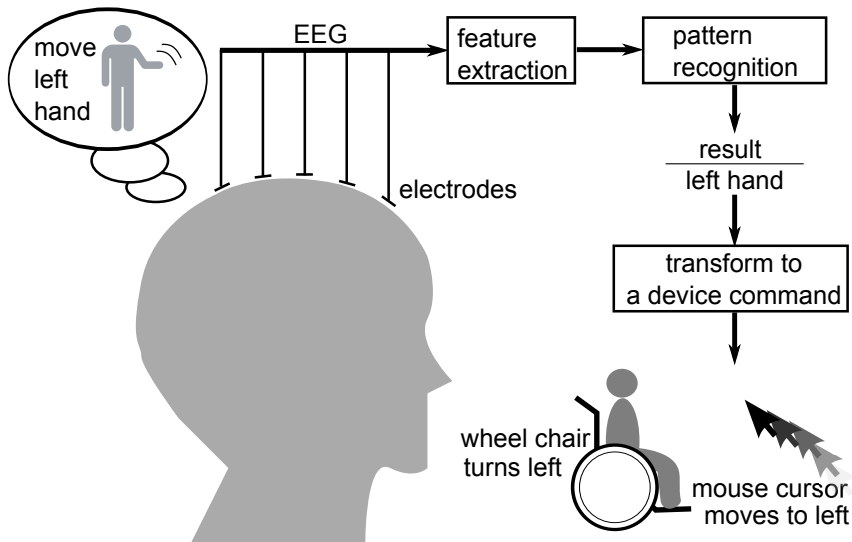 move
left
hand
EEG
feature
extraction
pattern
recognition
result
left hand
electrodes
transform to
a device command
wheel chair
turns left
mouse cursor
moves to left